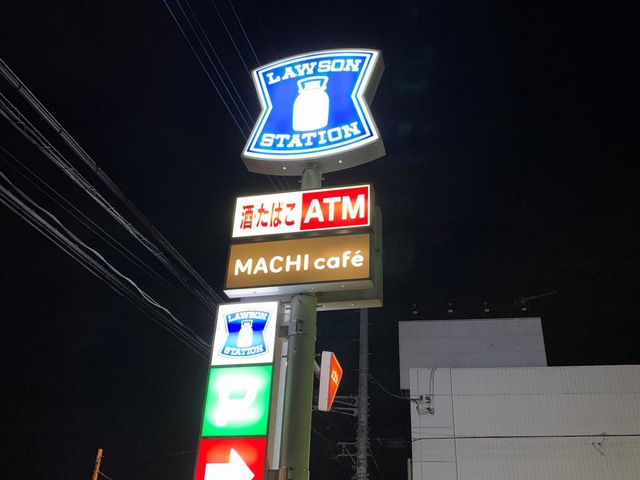 LAWSON
STATION
酒・たばこ ATM
MACHI café
LAWSON
STATION
P